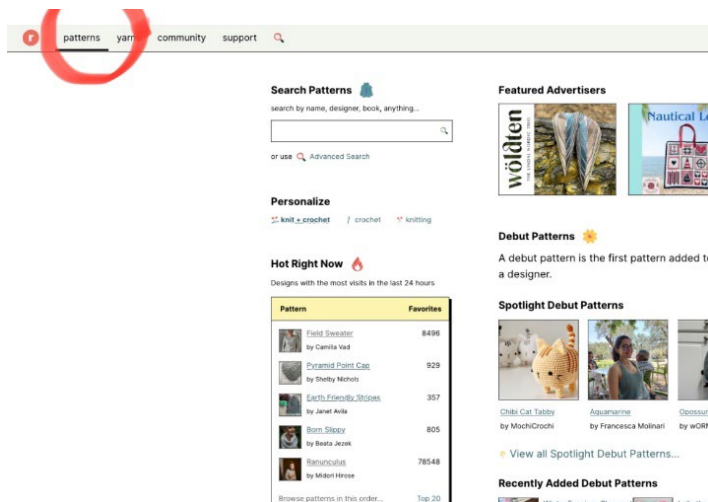 r patterns yarn community support
Search Patterns
search by name, designer, book, anything...
or use Advanced Search
Personalize
knit + crochet crochet knitting
Hot Right Now
Designs with the most visits in the last 24 hours
Pattern Favorites
Field Sweater 8496
by Camilla Vad
Pyramid Point Cap 929
by Shelby Nichols
Earth Friendly Stripes 357
by Janet Avila
Born Slippy 805
by Beata Jezek
Ranunculus 78548
by Midori Hirose
Browse patterns in this order... Top 20
Featured Advertisers
wöldten
Nautical
Debut Patterns
A debut pattern is the first pattern added
a designer.
Spotlight Debut Patterns
Chibi Cat Tabby
by MochiCrochi
Aquamarine
by Francesca Molinari
Opossum
by
View all Spotlight Debut Patterns...
Recently Added Debut Patterns